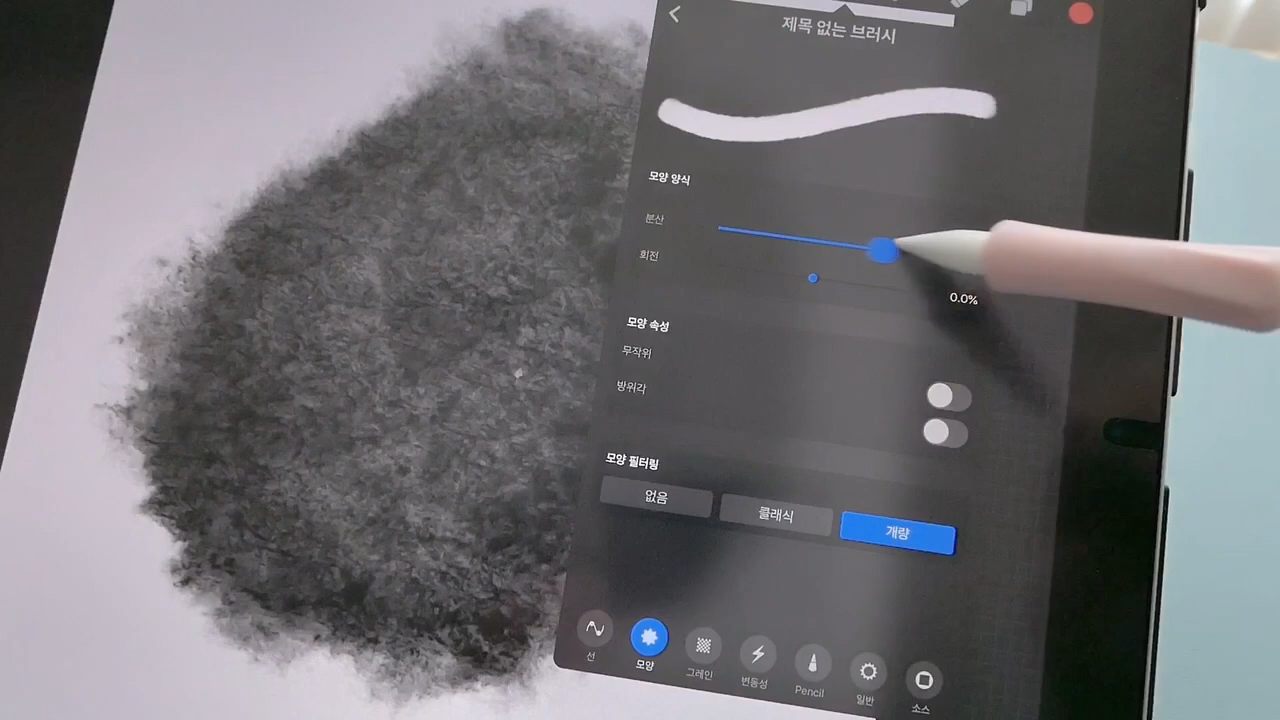 제목 없는 브러시
모양 양식
분산
회전
0.0%
모양 속성
무작위
방위각
모양 필터링
없음
클래식
개량
선
모양
그레인
변동성
Pencil
일반
소스